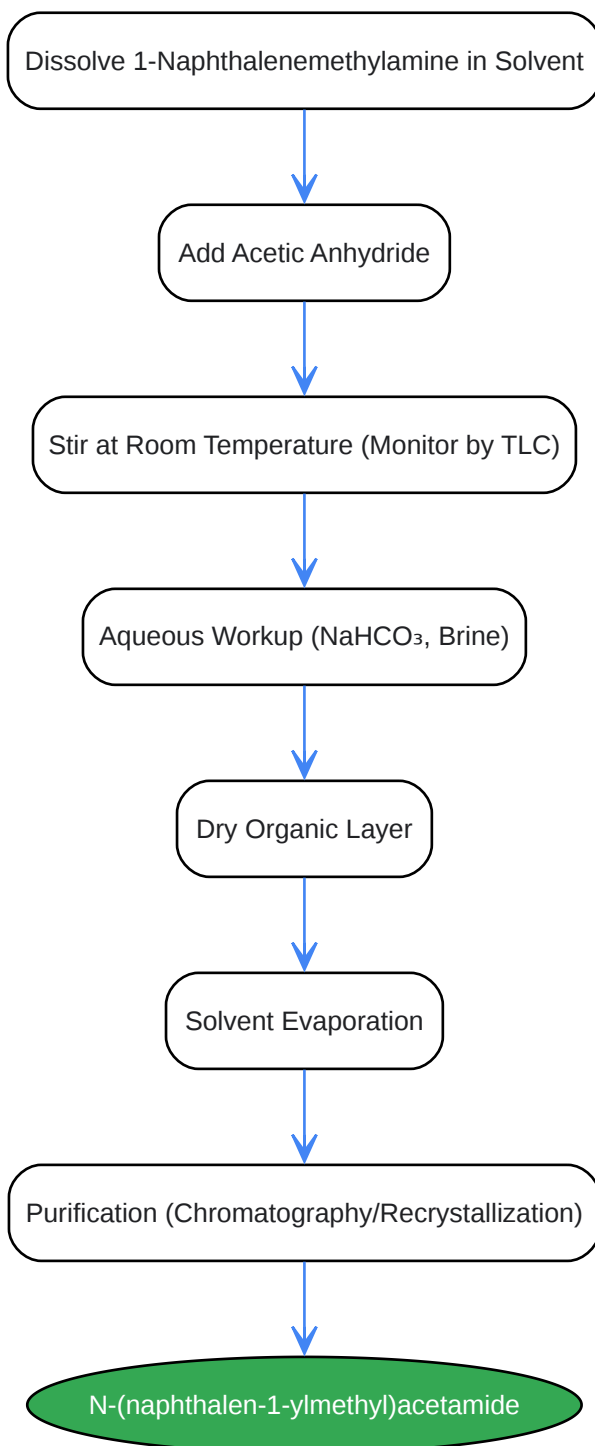 Dissolve 1-Naphthalenemethylamine in Solvent
Add Acetic Anhydride
Stir at Room Temperature (Monitor by TLC)
Aqueous Workup (NaHCO₃, Brine)
Dry Organic Layer
Solvent Evaporation
Purification (Chromatography/Recrystallization)
N-(naphthalen-1-ylmethyl)acetamide